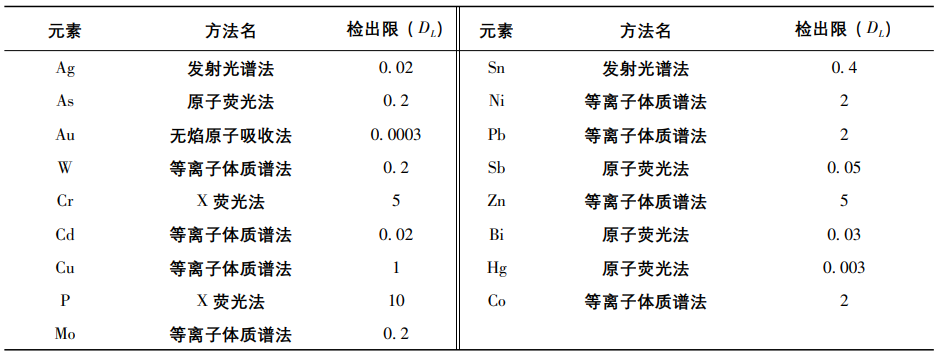 元素 方法名 检出限 (D_L) 元素 方法名 检出限 (D_L)
Ag 发射光谱法 0.02 Sn 发射光谱法 0.4
As 原子荧光法 0.2 Ni 等离子体质谱法 2
Au 无焰原子吸收法 0.0003 Pb 等离子体质谱法 2
W 等离子体质谱法 0.2 Sb 原子荧光法 0.05
Cr X荧光法 5 Zn 等离子体质谱法 5
Cd 等离子体质谱法 0.02 Bi 原子荧光法 0.03
Cu 等离子体质谱法 1 Hg 原子荧光法 0.003
P X荧光法 10 Co 等离子体质谱法 2
Mo 等离子体质谱法 0.2